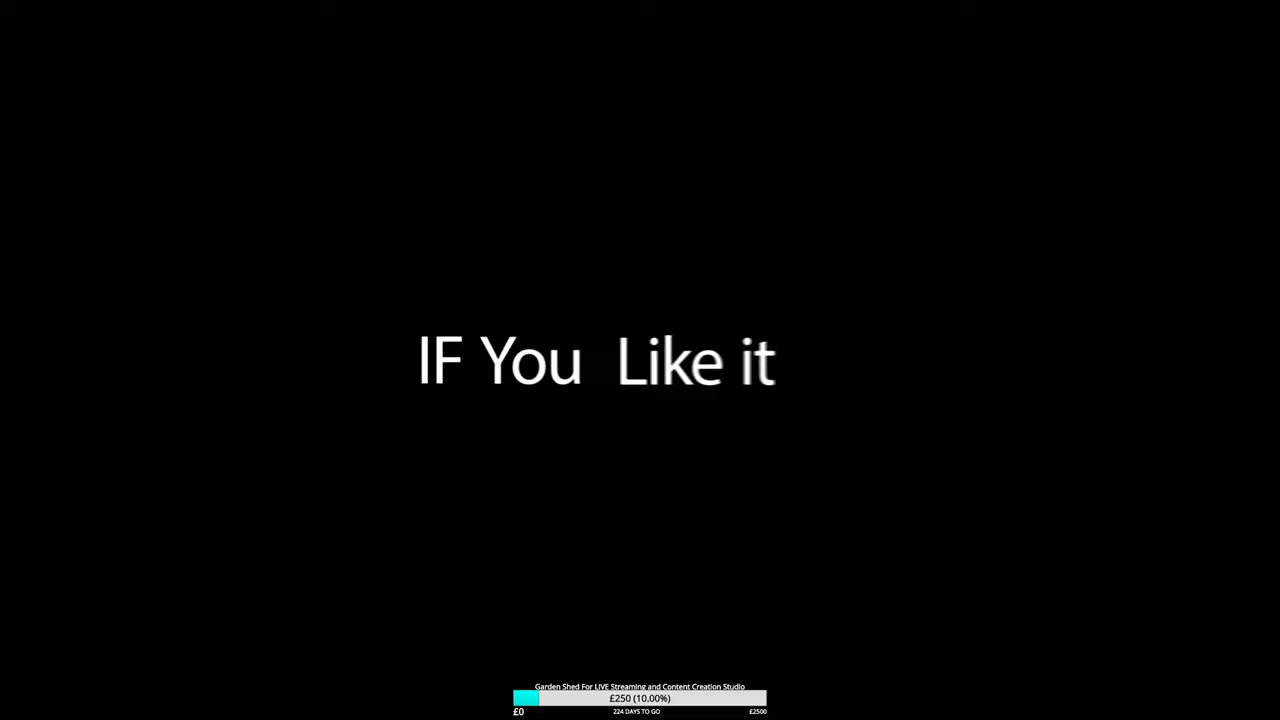 IF You Like it
Garden Shed For LIVE Streaming and Content Creation Studio
£250 (10.00%)
£0 224 DAYS TO GO £2500